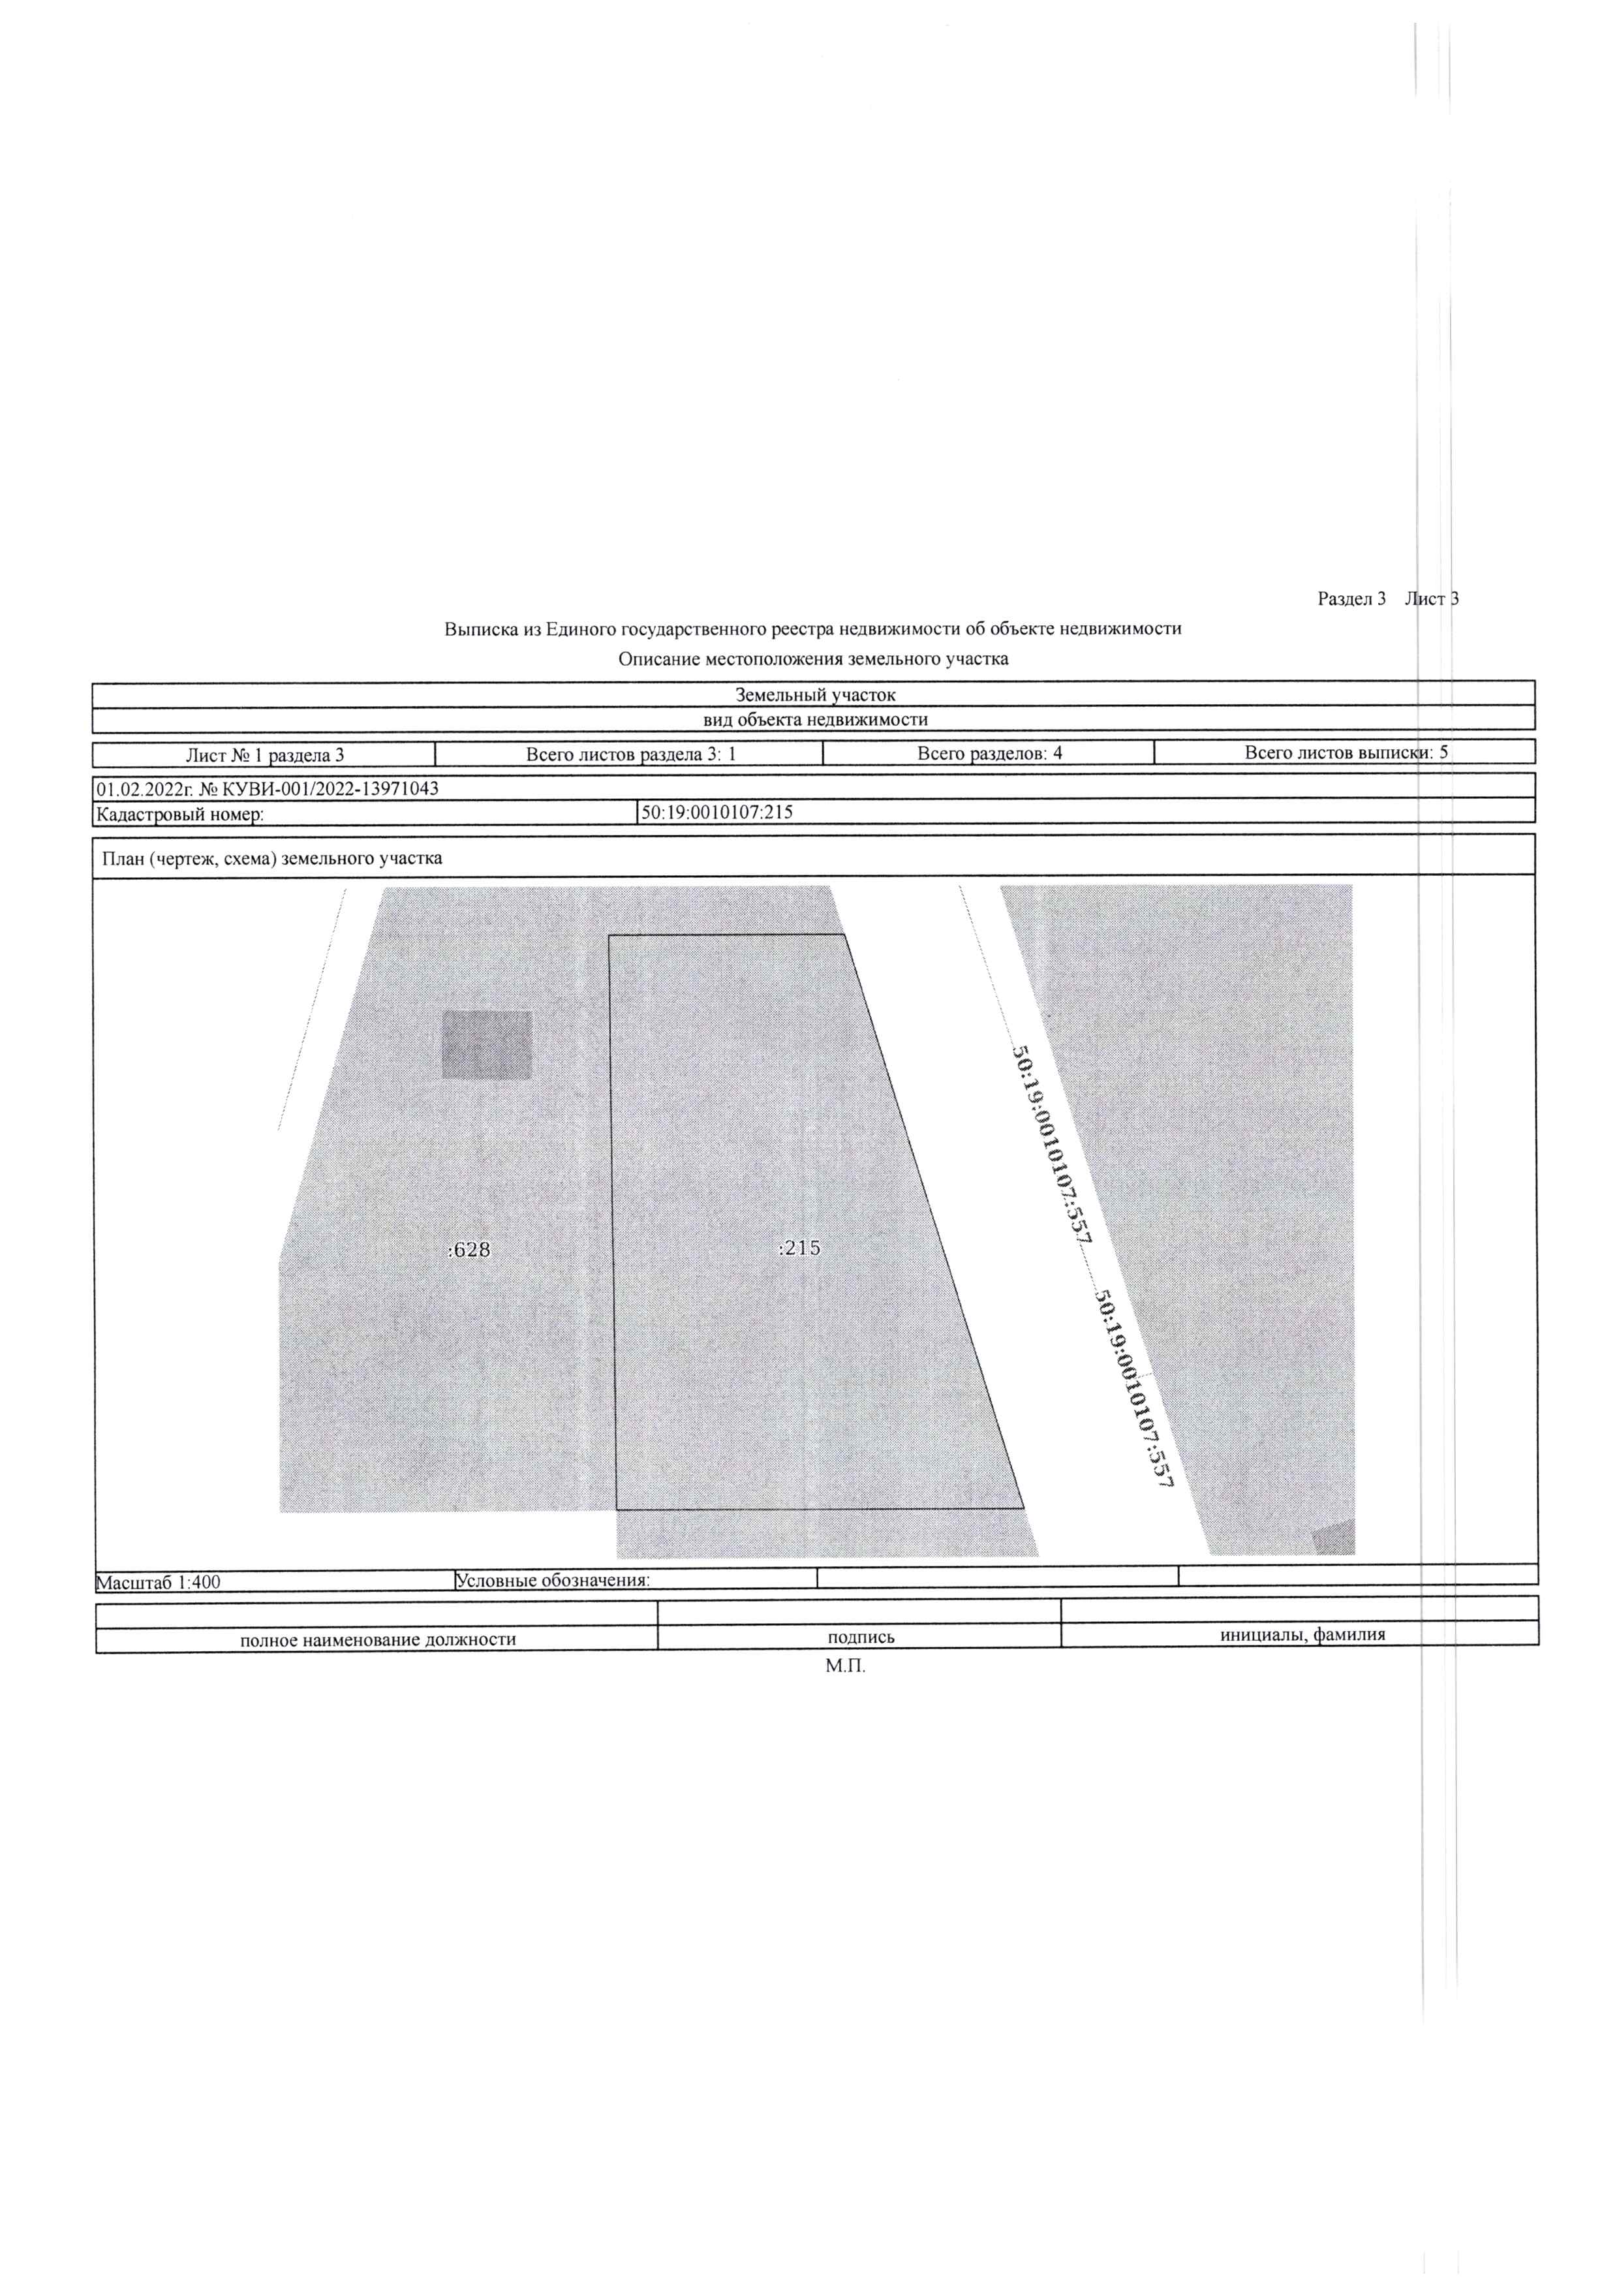 Раздел 3 Лист 3
Выписка из Единого государственного реестра недвижимости об объекте недвижимости
Описание местоположения земельного участка
Земельный участок
вид объекта недвижимости
Лист № 1 раздела 3 Всего листов раздела 3: 1 Всего разделов: 4 Всего листов выписки: 5
01.02.2022г. № КУВИ-001/2022-13971043
Кадастровый номер: 50:19:0010107:215
План (чертеж, схема) земельного участка
50:19:0010107:557
:628
:215
50:19:0010107:557
Масштаб 1:400 Условные обозначения:
полное наименование должности подпись инициалы, фамилия
М.П.